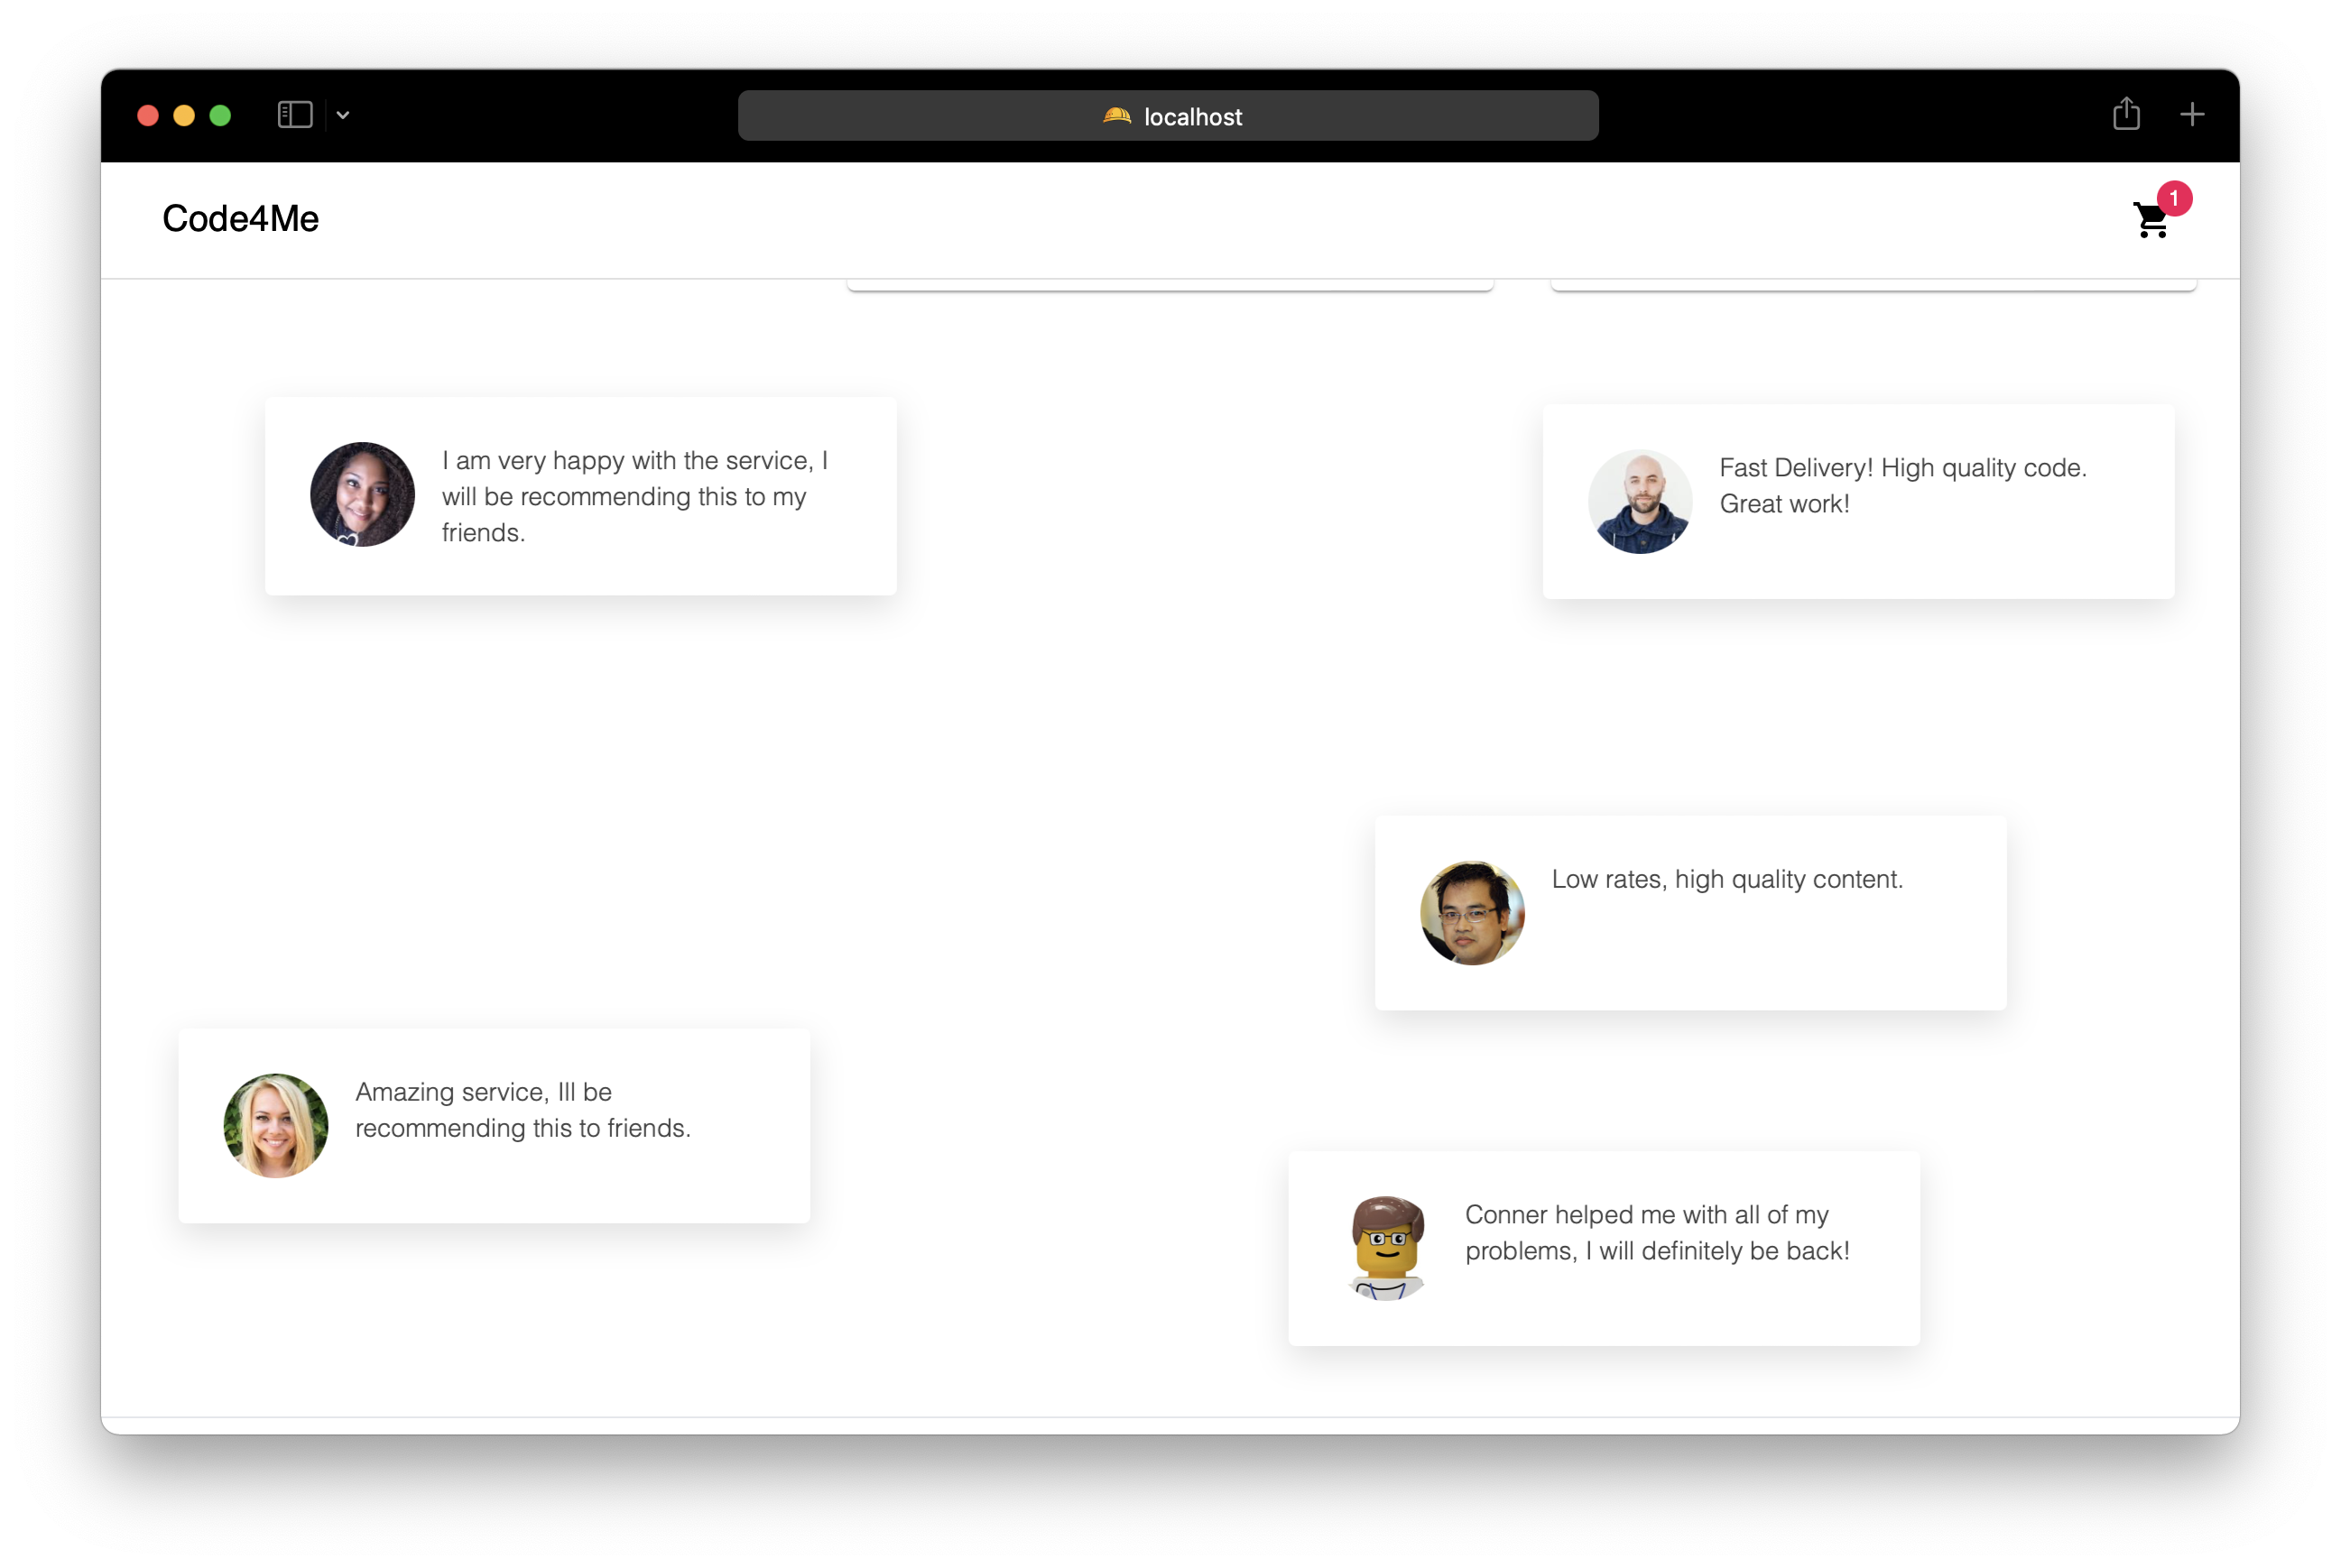 localhost
Code4Me
1
I am very happy with the service, I
will be recommending this to my
friends.
Fast Delivery! High quality code.
Great work!
Low rates, high quality content.
Amazing service, Ill be
recommending this to friends.
Conner helped me with all of my
problems, I will definitely be back!